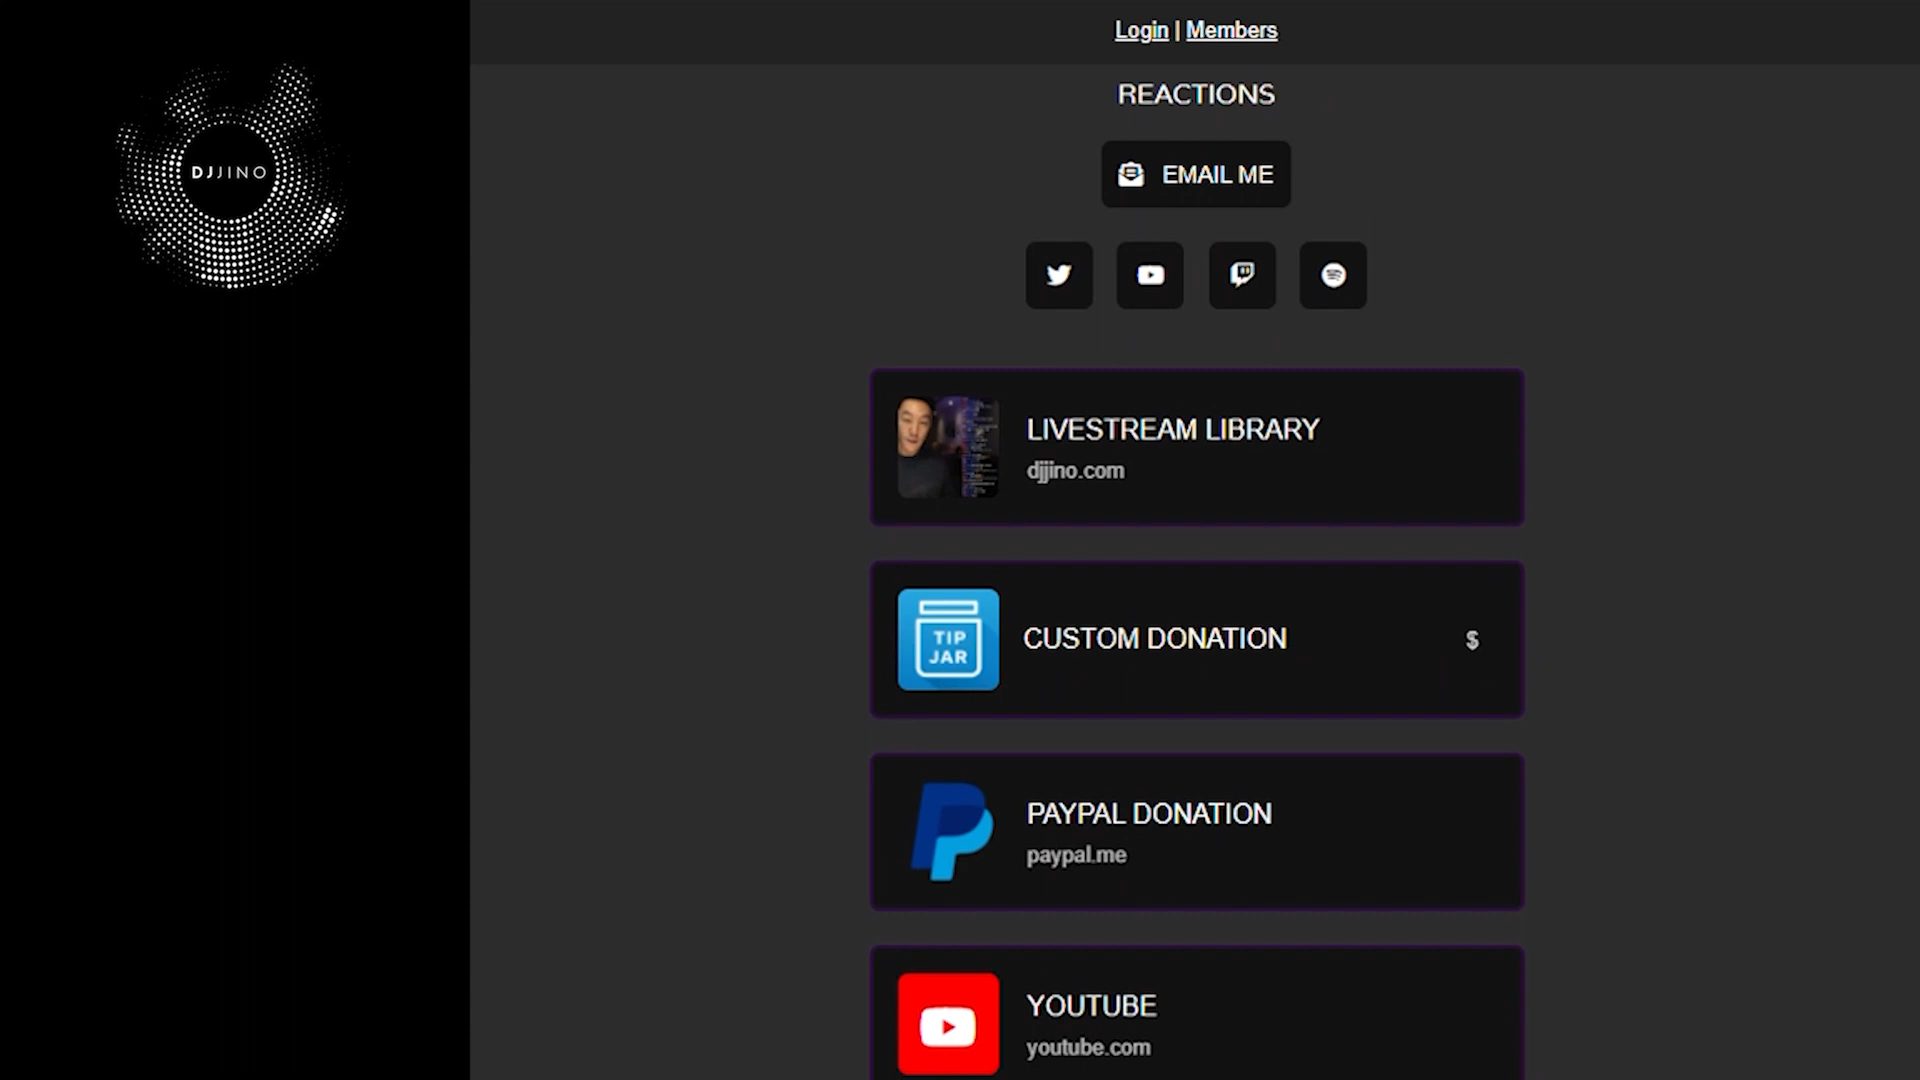 DJJINO
Login | Members
REACTIONS
EMAIL ME
LIVESTREAM LIBRARY
djjino.com
TIP
JAR
CUSTOM DONATION
$
PAYPAL DONATION
paypal.me
YOUTUBE
youtube.com